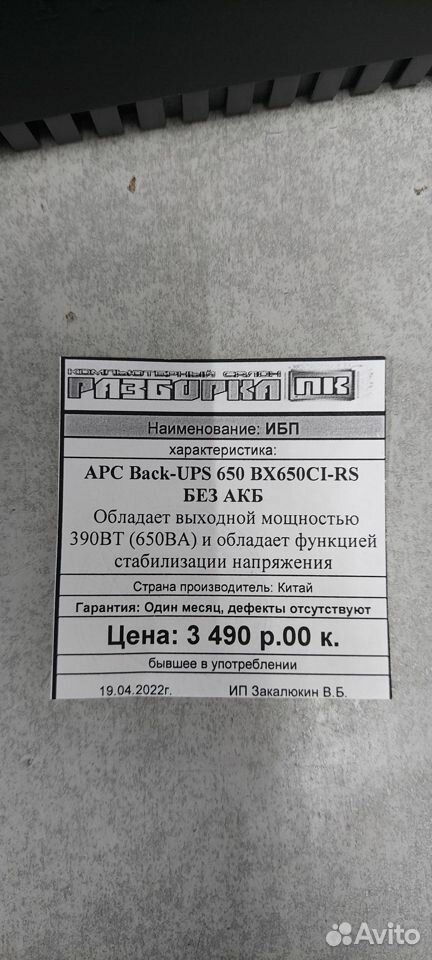 КОМПЬЮТЕРНЫЙ САЛОН
РАЗБОРКА ПК
Наименование: ИБП
характеристика:
APC Back-UPS 650 BX650CI-RS
БЕЗ АКБ
Обладает выходной мощностью
390ВТ (650ВА) и обладает функцией
стабилизации напряжения
Страна производитель: Китай
Гарантия: Один месяц, дефекты отсутствуют
Цена: 3 490 р.00 к.
бывшее в употреблении
19.04.2022г. ИП Закалюкин В.Б.
Avito